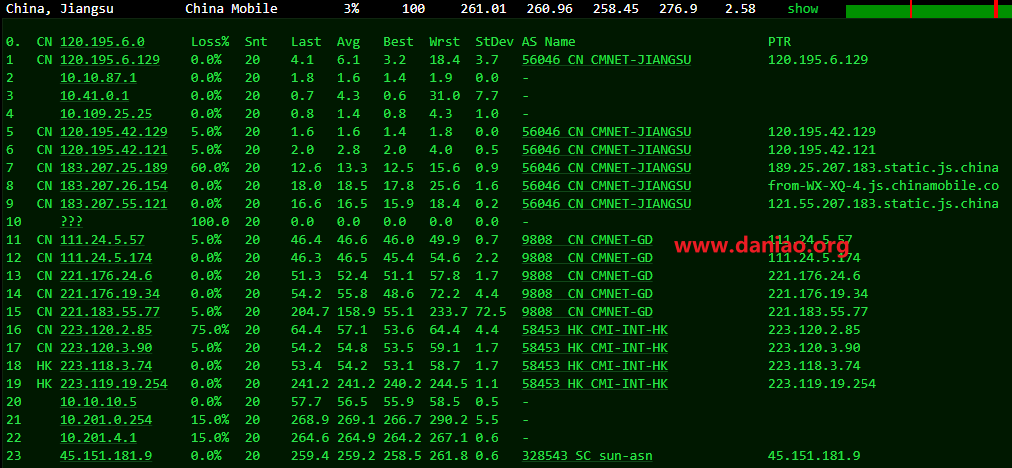 China, Jiangsu China Mobile 3% 100 261.01 260.96 258.45 276.9 2.58 show
0. CN 120.195.6.0 Loss% Snt Last Avg Best Wrst StDev AS Name PTR
1 CN 120.195.6.129 0.0% 20 4.1 6.1 3.2 18.4 3.7 56046 CN CMNET-JIANGSU 120.195.6.129
2 10.10.87.1 0.0% 20 1.8 1.6 1.4 1.9 0.0 -
3 10.41.0.1 0.0% 20 0.7 4.3 0.6 31.0 7.7 -
4 10.109.25.25 0.0% 20 0.8 1.4 0.8 4.3 1.0 -
5 CN 120.195.42.129 5.0% 20 1.6 1.6 1.4 1.8 0.0 56046 CN CMNET-JIANGSU 120.195.42.129
6 CN 120.195.42.121 5.0% 20 2.0 2.8 2.0 4.0 0.5 56046 CN CMNET-JIANGSU 120.195.42.121
7 CN 183.207.25.189 60.0% 20 12.6 13.3 12.5 15.6 0.9 56046 CN CMNET-JIANGSU 189.25.207.183.static.js.china
8 CN 183.207.26.154 0.0% 20 18.0 18.5 17.8 25.6 1.6 56046 CN CMNET-JIANGSU from-WX-XQ-4.js.chinamobile.co
9 CN 183.207.55.121 0.0% 20 16.6 16.5 15.9 18.4 0.2 56046 CN CMNET-JIANGSU 121.55.207.183.static.js.china
10 ??? 100.0 20 0.0 0.0 0.0 0.0 0.0 -
11 CN 111.24.5.57 5.0% 20 46.4 46.6 46.0 49.9 0.7 9808 CN CMNET-GD 111.24.5.57
www.daniao.org
12 CN 111.24.5.174 0.0% 20 46.3 46.5 45.4 54.6 2.2 9808 CN CMNET-GD 111.24.5.174
13 CN 221.176.24.6 0.0% 20 51.3 52.4 51.1 57.8 1.7 9808 CN CMNET-GD 221.176.24.6
14 CN 221.176.19.34 0.0% 20 54.2 55.8 48.6 72.2 4.4 9808 CN CMNET-GD 221.176.19.34
15 CN 221.183.55.77 5.0% 20 204.7 158.9 55.1 233.7 72.5 9808 CN CMNET-GD 221.183.55.77
16 CN 223.120.2.85 75.0% 20 64.4 57.1 53.6 64.4 4.4 58453 HK CMI-INT-HK 223.120.2.85
17 CN 223.120.3.90 5.0% 20 54.2 54.8 53.5 59.1 1.7 58453 HK CMI-INT-HK 223.120.3.90
18 HK 223.118.3.74 0.0% 20 53.4 54.2 53.1 58.7 1.7 58453 HK CMI-INT-HK 223.118.3.74
19 HK 223.119.19.254 0.0% 20 241.2 241.2 240.2 244.5 1.1 58453 HK CMI-INT-HK 223.119.19.254
20 10.10.10.5 0.0% 20 57.7 56.5 55.9 58.5 0.5 -
21 10.201.0.254 15.0% 20 268.9 269.1 266.7 290.2 5.5 -
22 10.201.4.1 15.0% 20 264.6 264.9 264.2 267.1 0.6 -
23 45.151.181.9 0.0% 20 259.4 259.2 258.5 261.8 0.6 328543 SC sun-asn 45.151.181.9